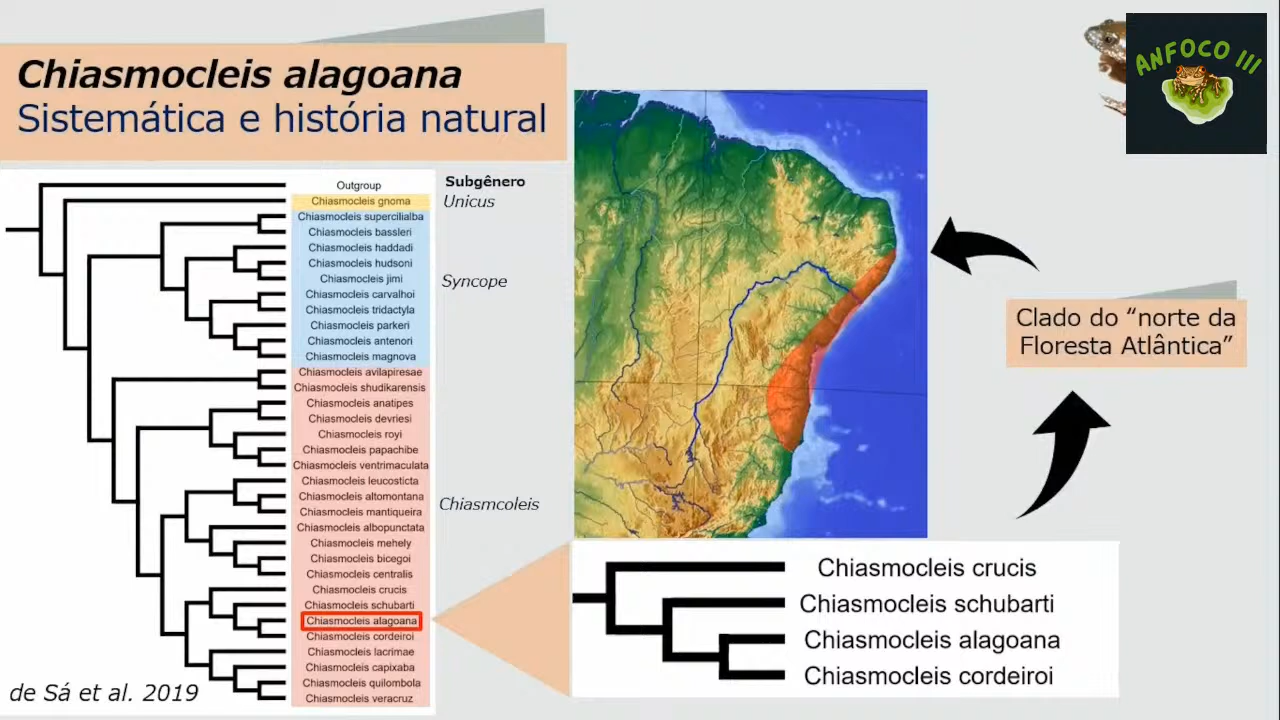 Chiasmocleis alagoana
Sistemática e história natural
ANFOCO III
Outgroup
Chiasmocleis gnoma
Chiasmocleis supercilialba
Chiasmocleis bassleri
Chiasmocleis haddadi
Chiasmocleis hudsoni
Chiasmocleis jimi
Chiasmocleis carvalhoi
Chiasmocleis tridactyla
Chiasmocleis parkeri
Chiasmocleis antenori
Chiasmocleis magnova
Chiasmocleis avilapiresae
Chiasmocleis shudikarensis
Chiasmocleis anatipes
Chiasmocleis devriesi
Chiasmocleis royi
Chiasmocleis papachibe
Chiasmocleis ventrimaculata
Chiasmocleis leucosticta
Chiasmocleis altomontana
Chiasmocleis mantiqueira
Chiasmocleis albopunctata
Chiasmocleis mehely
Chiasmocleis bicegoi
Chiasmocleis centralis
Chiasmocleis crucis
Chiasmocleis schubarti
Chiasmocleis alagoana
Chiasmocleis cordeiroi
Chiasmocleis lacrimae
Chiasmocleis capixaba
Chiasmocleis quilombola
Chiasmocleis veracruz
Subgênero
Unicus
Syncope
Chiasmcoleis
de Sá et al. 2019
Clado do “norte da
Floresta Atlântica”
Chiasmocleis crucis
Chiasmocleis schubarti
Chiasmocleis alagoana
Chiasmocleis cordeiroi